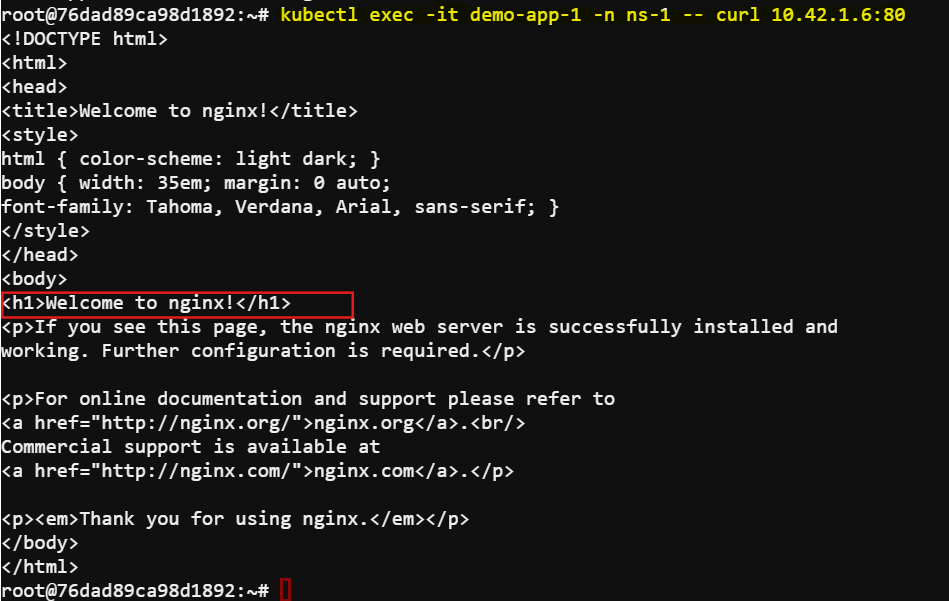 root@76dad89ca98d1892:~# kubectl exec -it demo-app-1 -n ns-1 -- curl 10.42.1.6:80
<!DOCTYPE html>
<html>
<head>
<title>Welcome to nginx!</title>
<style>
html { color-scheme: light dark; }
body { width: 35em; margin: 0 auto;
font-family: Tahoma, Verdana, Arial, sans-serif; }
</style>
</head>
<body>
<h1>Welcome to nginx!</h1>
<p>If you see this page, the nginx web server is successfully installed and
working. Further configuration is required.</p>
<p>For online documentation and support please refer to
<a href="http://nginx.org/">nginx.org</a>.<br/>
Commercial support is available at
<a href="http://nginx.com/">nginx.com</a>.</p>
<p><em>Thank you for using nginx.</em></p>
</body>
</html>
root@76dad89ca98d1892:~#